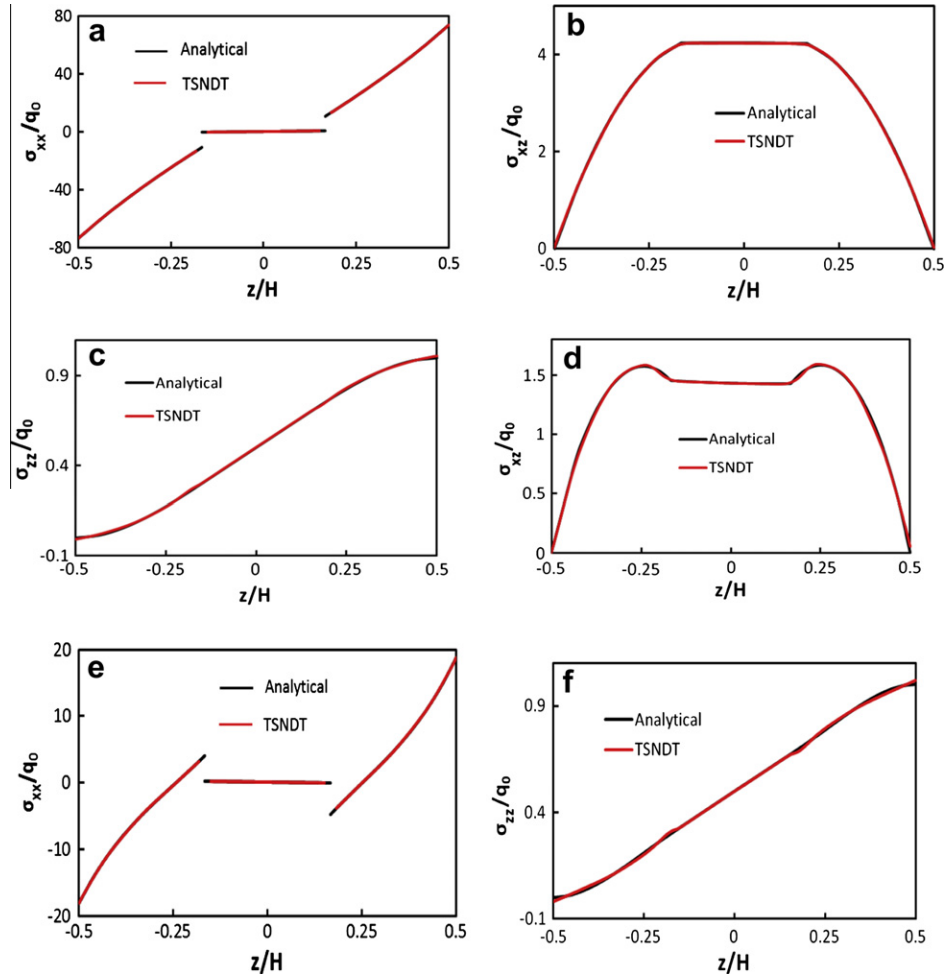 a
Analytical
TSNDT
σxx/q0
80
40
0
-40
-80
-0.5 -0.25 0 0.25 0.5
z/H
b
Analytical
TSNDT
σxz/q0
4
2
0
-0.5 -0.25 0 0.25 0.5
z/H
c
Analytical
TSNDT
σzz/q0
0.9
0.4
-0.1
-0.5 -0.25 0 0.25 0.5
z/H
d
Analytical
TSNDT
σxz/q0
1.5
1
0.5
0
-0.5 -0.25 0 0.25 0.5
z/H
e
Analytical
TSNDT
σxx/q0
20
10
0
-10
-20
-0.5 -0.25 0 0.25 0.5
z/H
f
Analytical
TSNDT
σzz/q0
0.9
0.4
-0.1
-0.5 -0.25 0 0.25 0.5
z/H